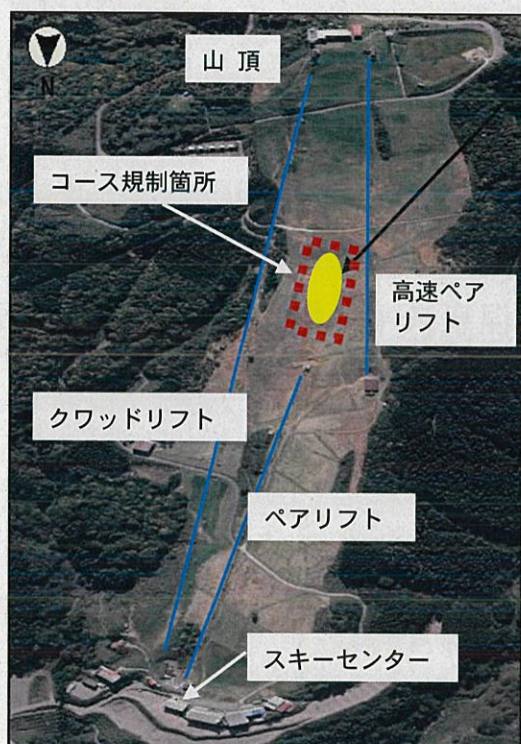 N
山 頂
コース規制箇所
高速ペア
リフト
クワッドリフト
ペアリフト
スキーセンター